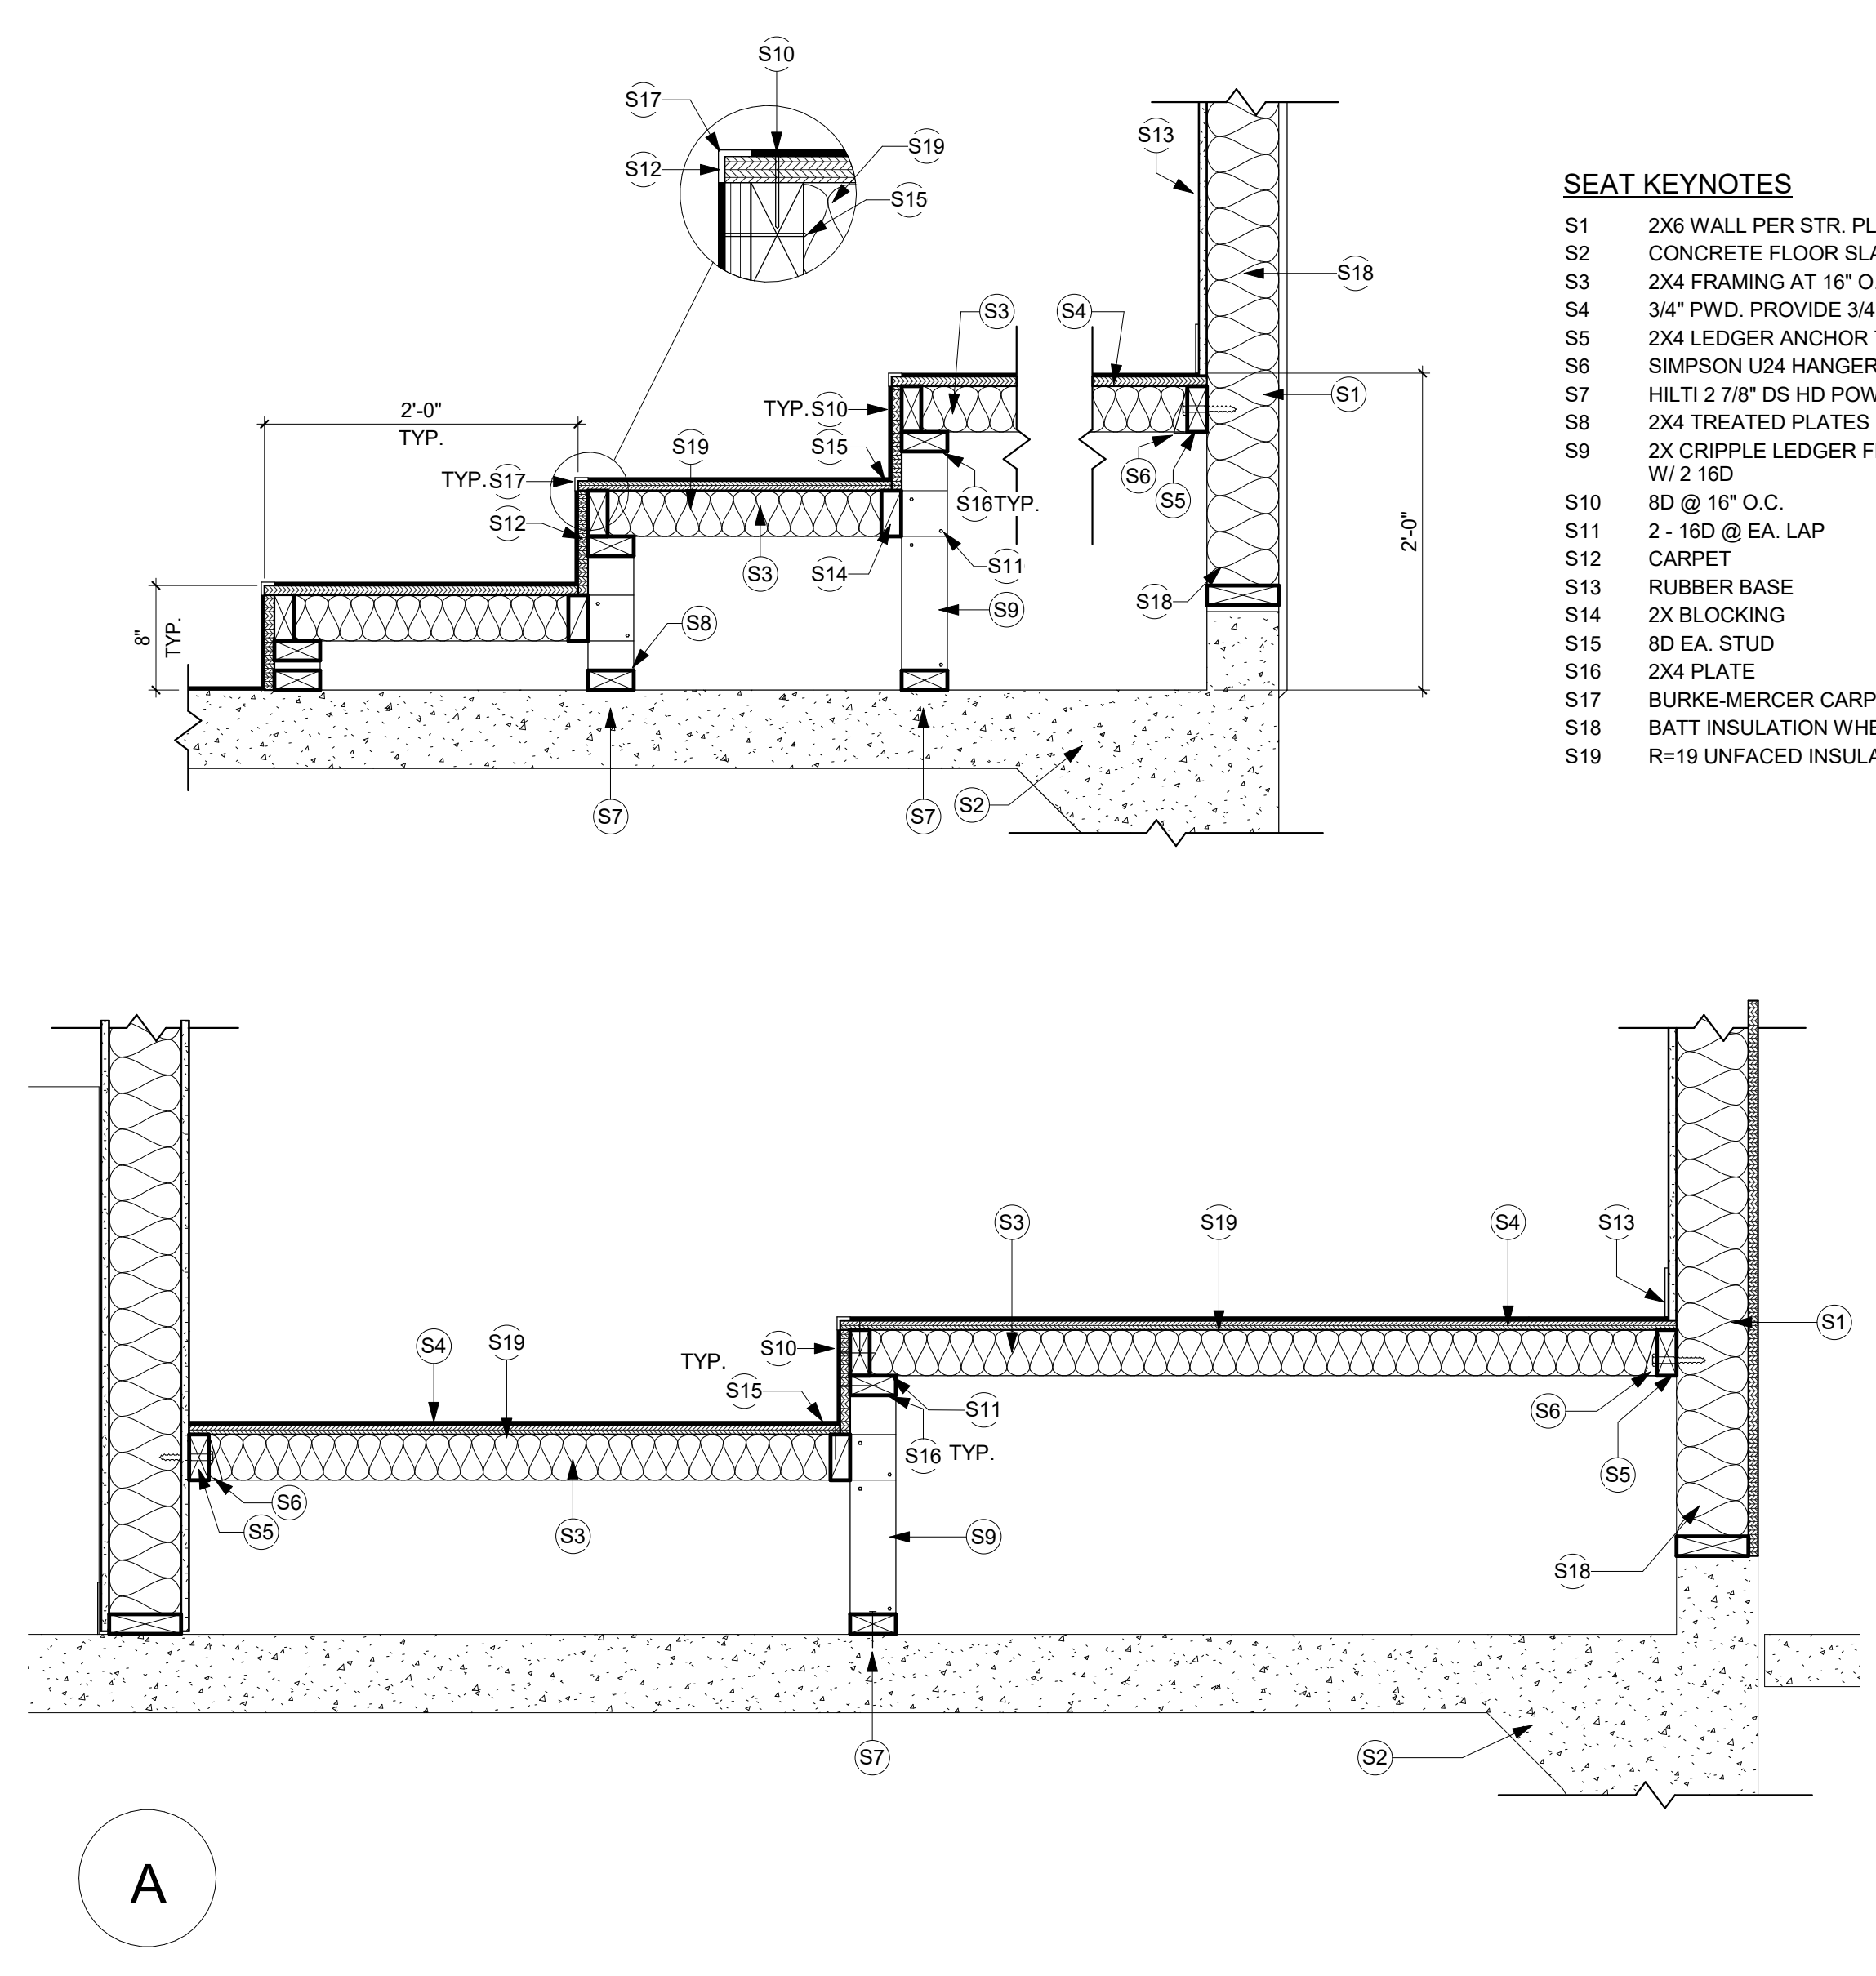 S10
S17
S19
S12
S15
S13
S18
S3
S4
S1
2'-0"
TYP.
TYP. S10
S15
S19
TYP. S17
S12
S16 TYP.
S6
S5
2'-0"
S3
S14
S11
S9
S18
S8
8"
TYP.
S7
S7
S2
SEAT KEYNOTES
S1 2X6 WALL PER STR.
S2 CONCRETE FLOOR
S3 2X4 FRAMING AT 16"
S4 3/4" PWD. PROVIDE 3/4
S5 2X4 LEDGER ANCHOR
S6 SIMPSON U24 HANGER
S7 HILTI 2 7/8" DS HD
S8 2X4 TREATED PLATES
S9 2X CRIPPLE LEDGER
W/ 2 16D
S10 8D @ 16" O.C.
S11 2 - 16D @ EA. LAP
S12 CARPET
S13 RUBBER BASE
S14 2X BLOCKING
S15 8D EA. STUD
S16 2X4 PLATE
S17 BURKE-MERCER
S18 BATT INSULATION
S19 R=19 UNFACED
S3
S19
S4
S13
S1
S4
S19
TYP.
S10
S15
S11
S16 TYP.
S6
S5
S6
S5
S3
S9
S18
S7
S2
A